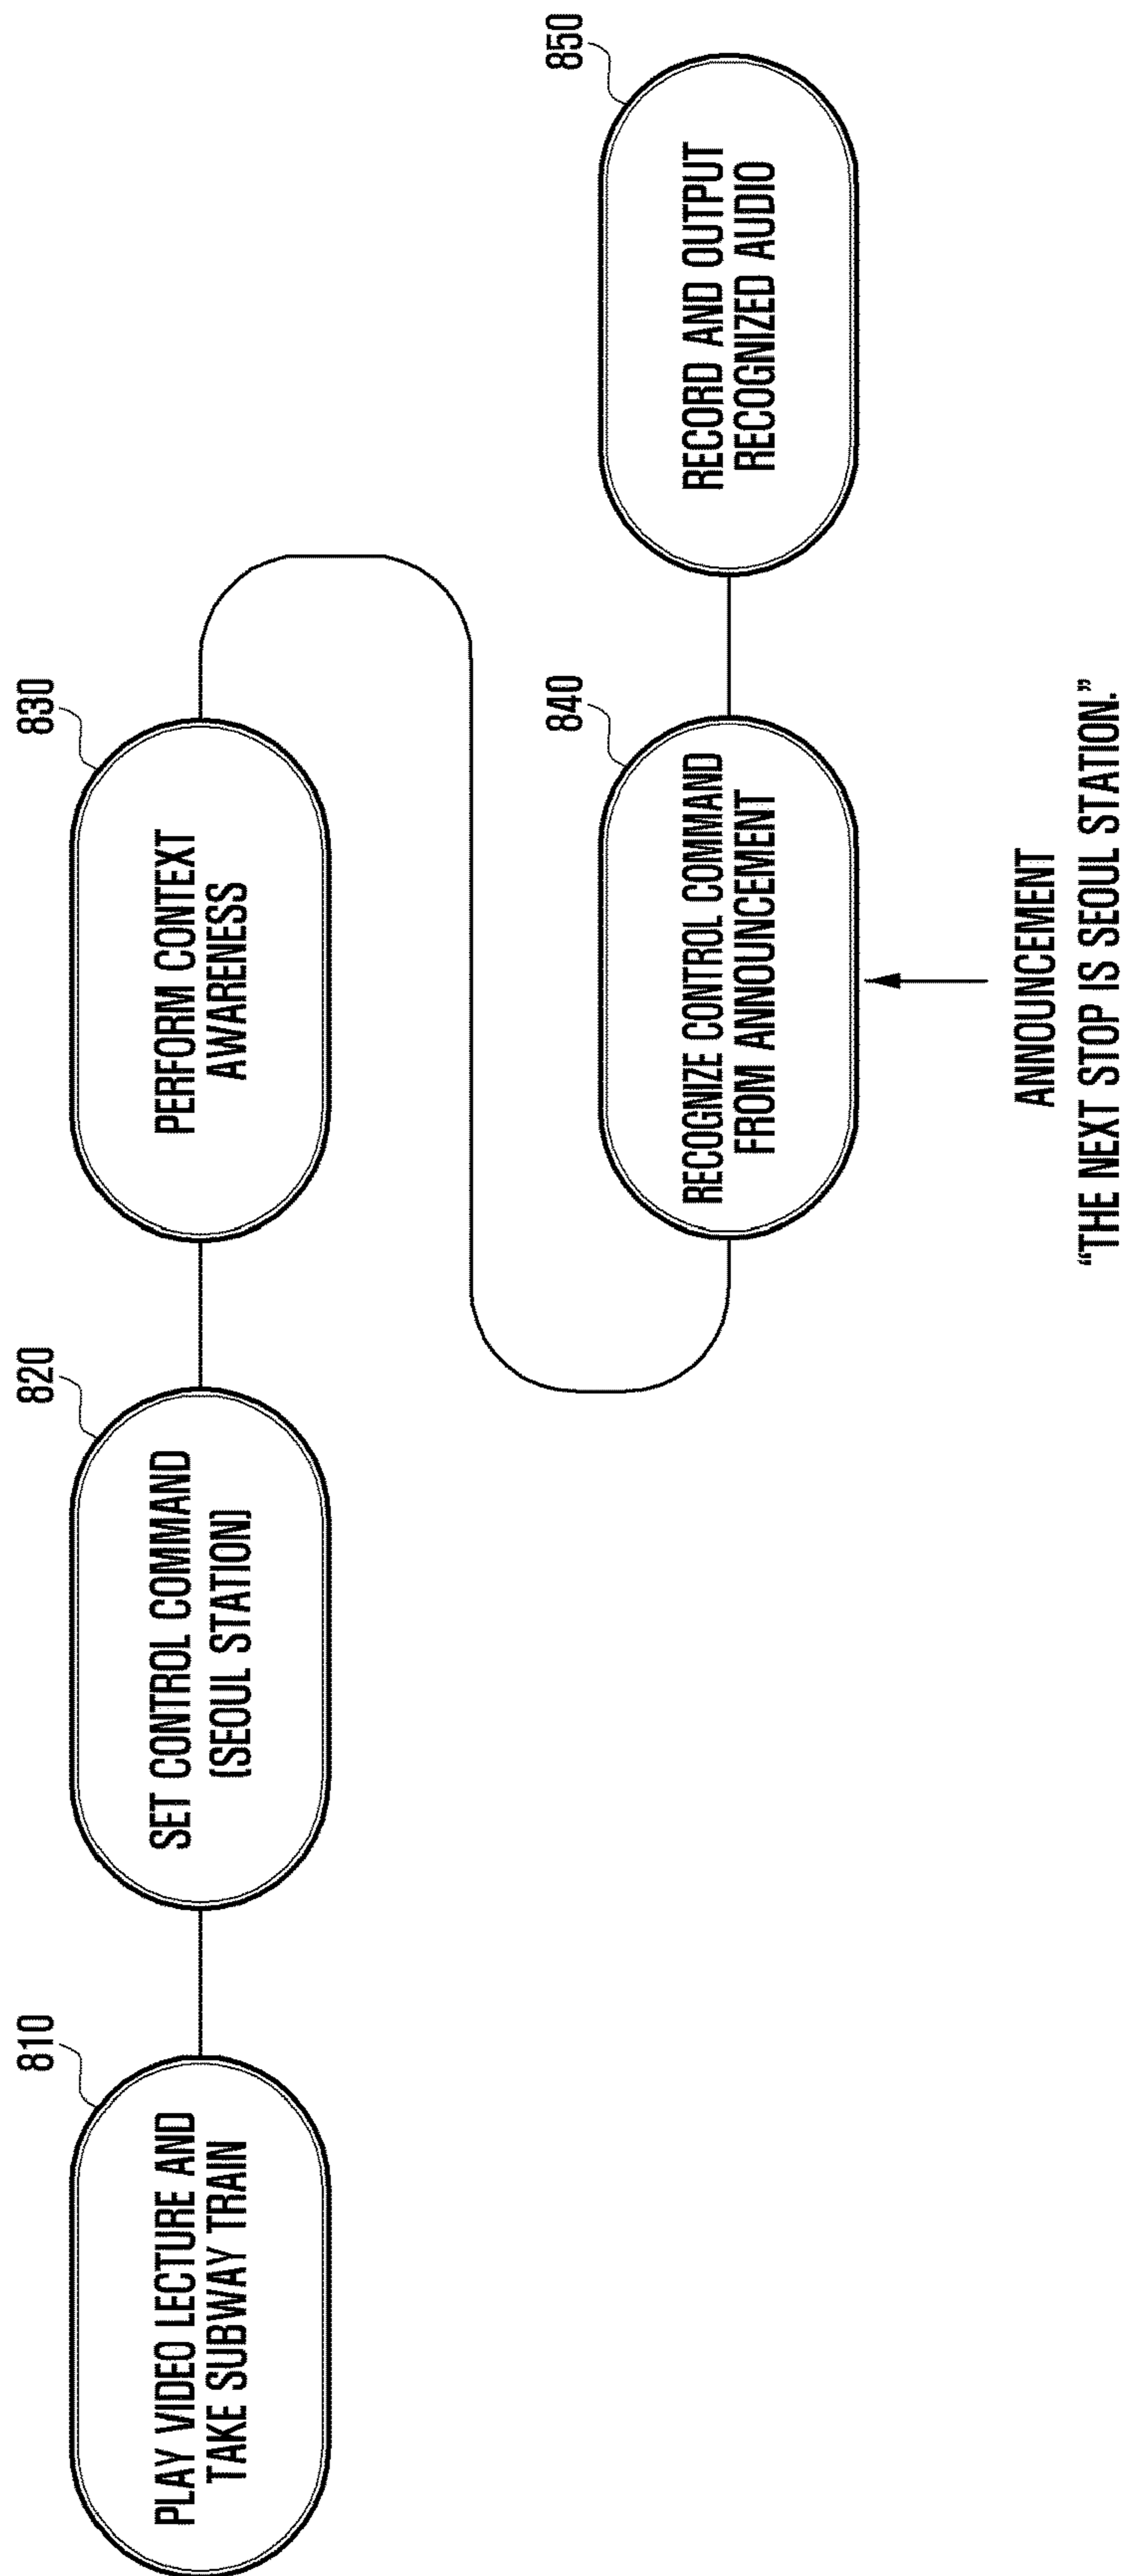 810
PLAY VIDEO LECTURE AND
TAKE SUBWAY TRAIN
820
SET CONTROL COMMAND
(SEOUL STATION)
830
PERFORM CONTEXT
AWARENESS
840
RECOGNIZE CONTROL COMMAND
FROM ANNOUNCEMENT
850
RECORD AND OUTPUT
RECOGNIZED AUDIO
ANNOUNCEMENT
“THE NEXT STOP IS SEOUL STATION.”